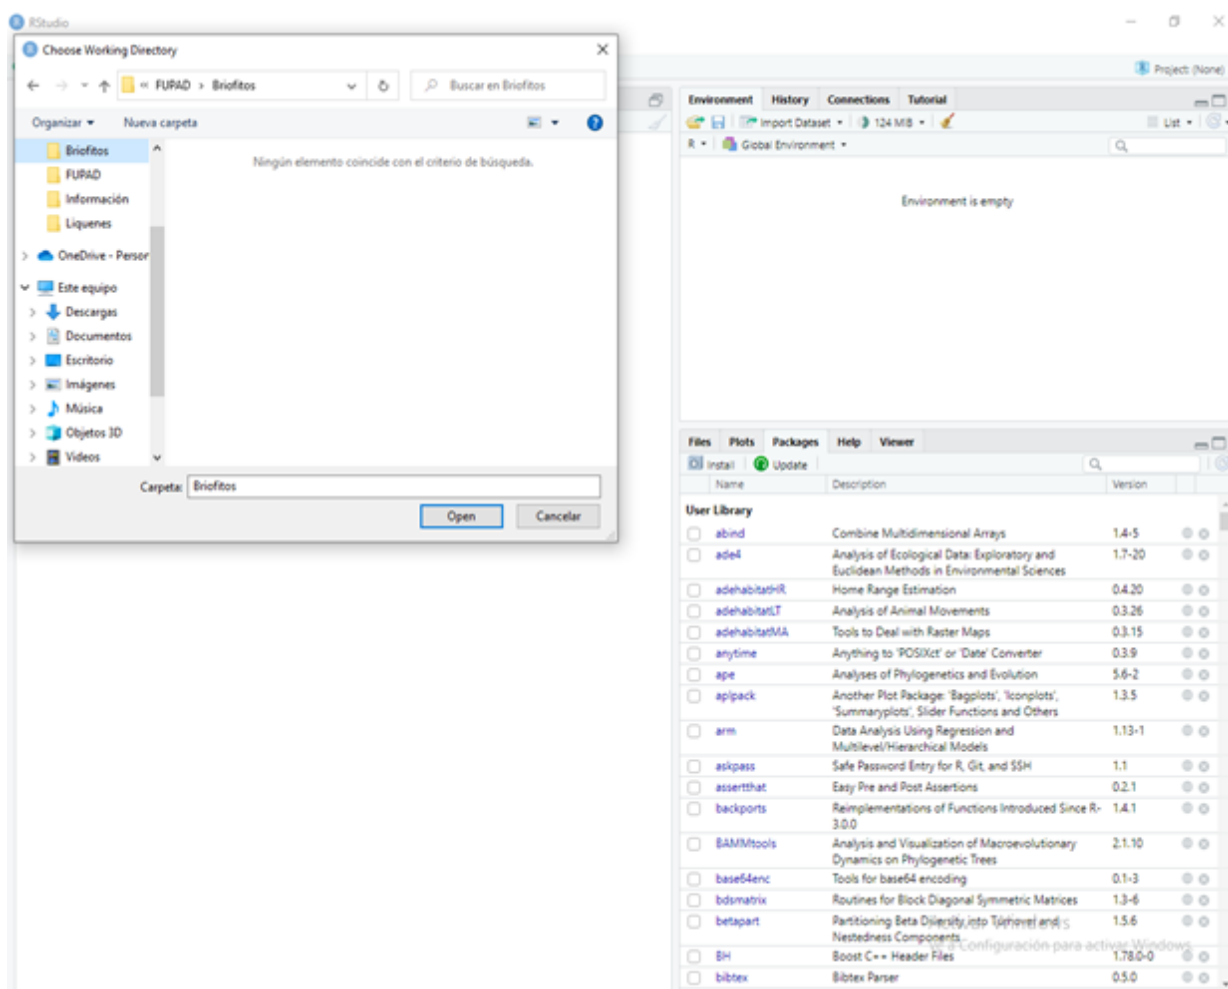 RStudio
Choose Working Directory
« FUPAD › Briofitos
Buscar en Briofitos
Organizar
Nueva carpeta
Briofitos
FUPAD
Información
Liquenes
OneDrive - Person
Este equipo
Descargas
Documentos
Escritorio
Imágenes
Música
Objetos 3D
Videos
Ningún elemento coincide con el criterio de búsqueda.
Carpeta: Briofitos
Open Cancelar
Project: (None)
Environment History Connections Tutorial
Import Dataset 124 MiB List
R Global Environment
Environment is empty
Files Plots Packages Help Viewer
Install Update
Name Description Version
User Library
abind Combine Multidimensional Arrays 1.4-5
ade4 Analysis of Ecological Data: Exploratory and 1.7-20
Euclidean Methods in Environmental Sciences
adehabitatHR Home Range Estimation 0.4.20
adehabitatLT Analysis of Animal Movements 0.3.26
adehabitatMA Tools to Deal with Raster Maps 0.3.15
anytime Anything to 'POSIXct' or 'Date' Converter 0.3.9
ape Analyses of Phylogenetics and Evolution 5.6-2
aplpack Another Plot Package: 'Bagplots', 'Iconplots', 1.3.5
'Summaryplots', Slider Functions and Others
arm Data Analysis Using Regression and 1.13-1
Multilevel/Hierarchical Models
askpass Safe Password Entry for R, Git, and SSH 1.1
assertthat Easy Pre and Post Assertions 0.2.1
backports Reimplementations of Functions Introduced Since R- 1.4.1
3.0.0
BAMMtools Analysis and Visualization of Macroevolutionary 2.1.10
Dynamics on Phylogenetic Trees
base64enc Tools for base64 encoding 0.1-3
bdsmatrix Routines for Block Diagonal Symmetric Matrices 1.3-6
betapart Partitioning Beta Diversity into Turnover and 1.5.6
Nestedness Components
Activar Windows
Ve a Configuración para activar Windows.
BH Boost C++ Header Files 1.78.0-0
bibtex Bibtex Parser 0.5.0